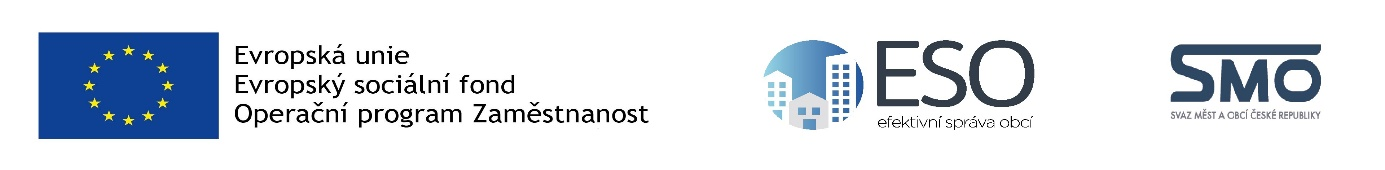 Evropská unie
Evropský sociální fond
Operační program Zaměstnanost
ESO
efektivní správa obcí
SMO
SVAZ MĚST A OBCÍ ČESKÉ REPUBLIKY